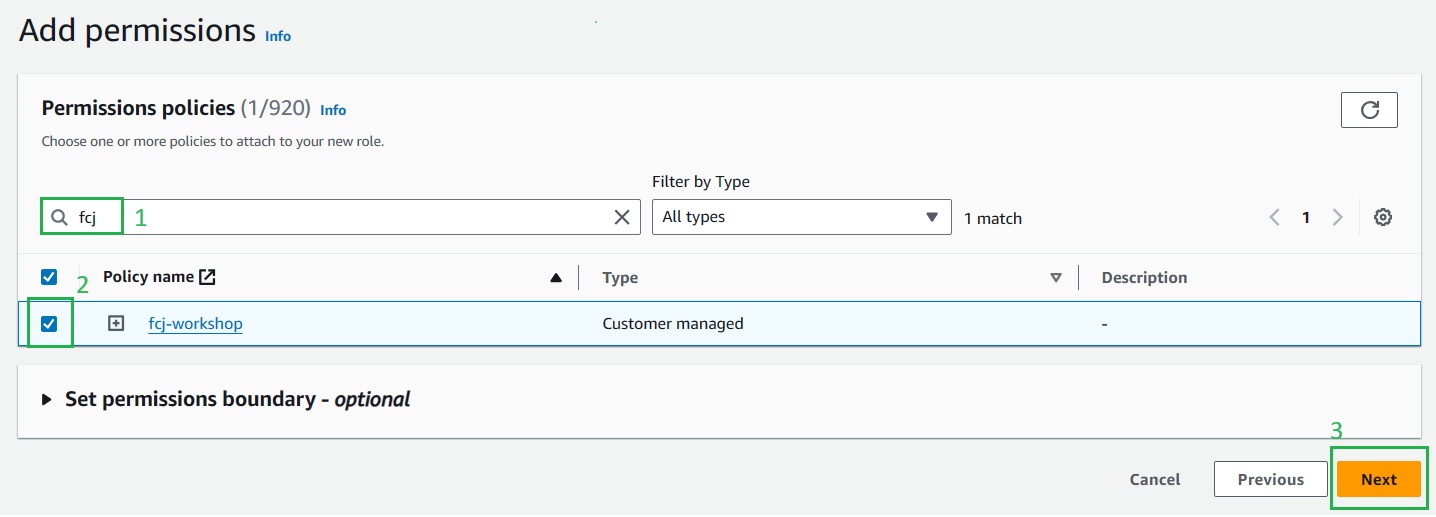 Add permissions Info
Permissions policies (1/920) Info
Choose one or more policies to attach to your new role.
Filter by Type
fcj 1 All types 1 match 1
2 Policy name Type Description
fcj-workshop Customer managed -
Set permissions boundary - optional
3
Cancel Previous Next